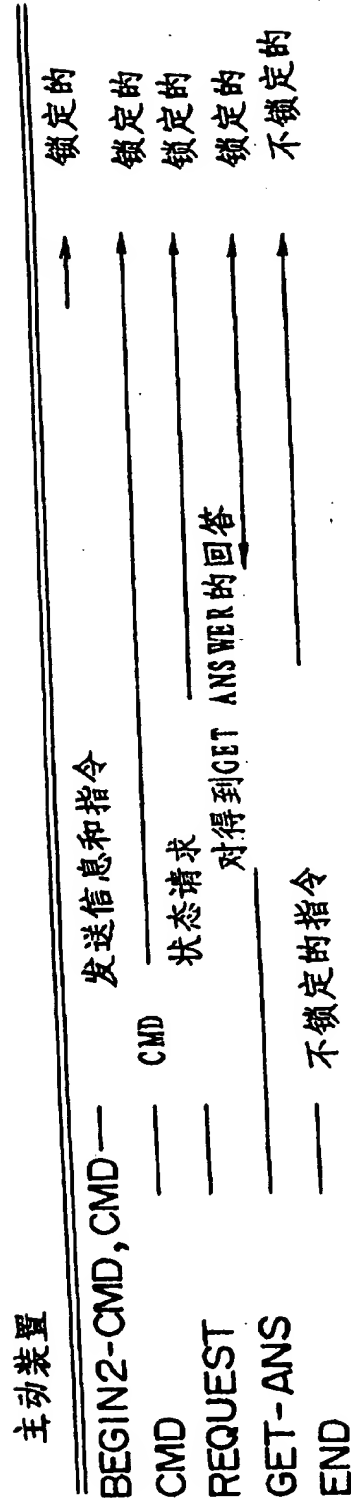 主动装置
BEGIN2-CMD, CMD 发送信息和指令 锁定的
CMD CMD 锁定的
REQUEST 状态请求 锁定的
GET-ANS 对得到GET ANSWER的回答 锁定的
END 不锁定的指令 不锁定的